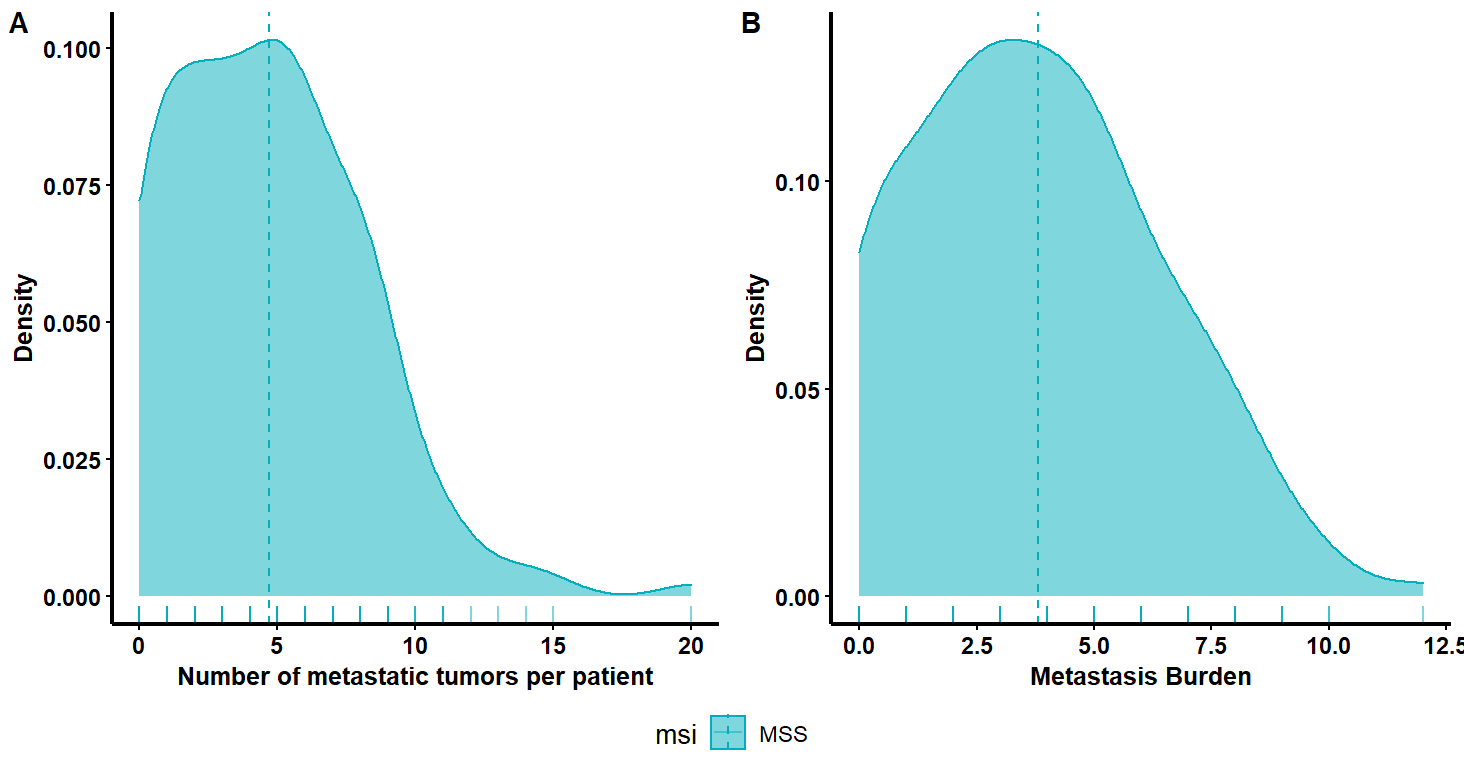 A
0.100
0.075
0.050
0.025
0.000
Density
0 5 10 15 20
Number of metastatic tumors per patient
B
0.10
0.05
0.00
Density
0.0 2.5 5.0 7.5 10.0 12.5
Metastasis Burden
msi MSS